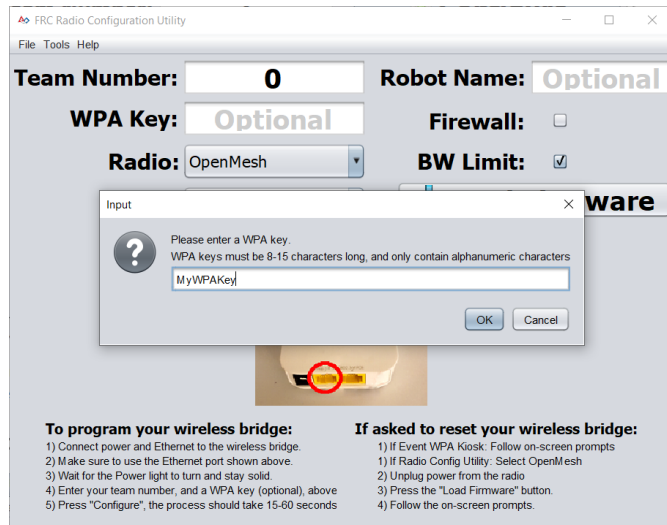 FRC Radio Configuration Utility
File Tools Help
Team Number: 0 Robot Name: Optional
WPA Key: Optional Firewall:
Radio: OpenMesh BW Limit:
Input
Please enter a WPA key.
WPA keys must be 8-15 characters long, and only contain alphanumeric characters
MyWPAKey
OK Cancel
To program your wireless bridge:
1) Connect power and Ethernet to the wireless bridge.
2) Make sure to use the Ethernet port shown above.
3) Wait for the Power light to turn and stay solid.
4) Enter your team number, and a WPA key (optional), above
5) Press "Configure", the process should take 15-60 seconds
If asked to reset your wireless bridge:
1) If Event WPA Kiosk: Follow on-screen prompts
1) If Radio Config Utility: Select OpenMesh
2) Unplug power from the radio
3) Press the "Load Firmware" button.
4) Follow the on-screen prompts.